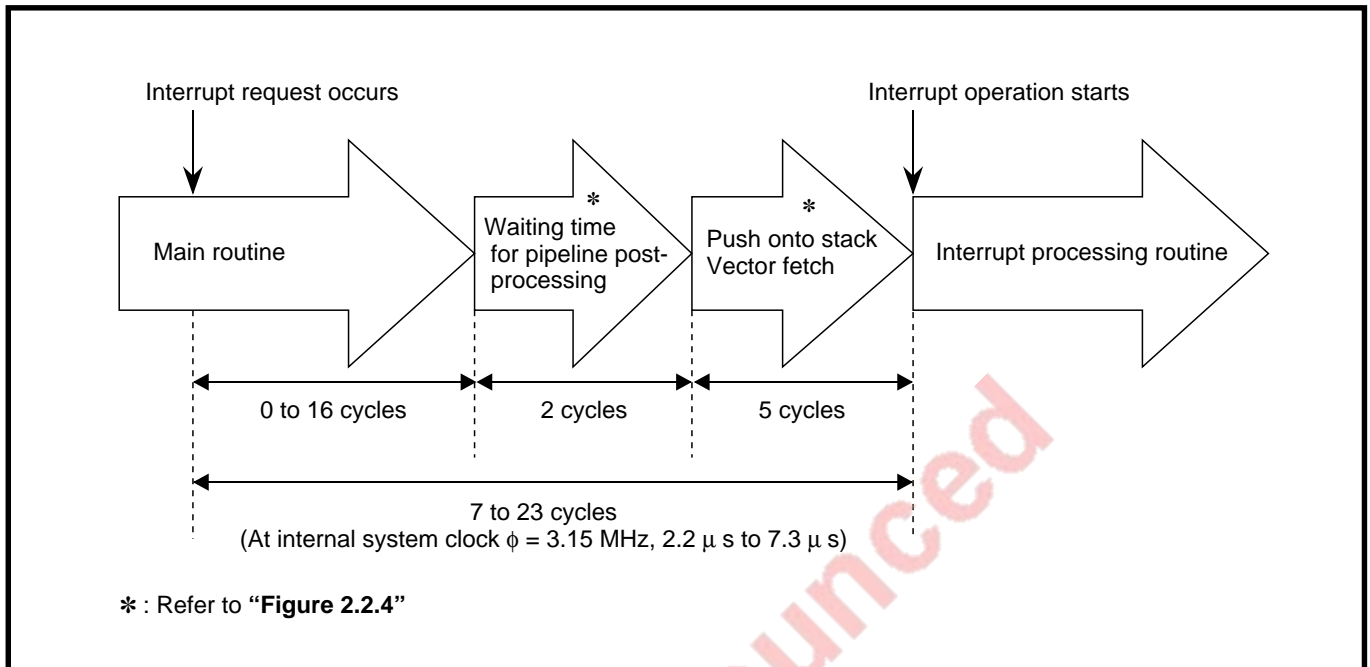 Interrupt request occurs
Interrupt operation starts
Main routine
*
Waiting time
for pipeline post-
processing
*
Push onto stack
Vector fetch
Interrupt processing routine
0 to 16 cycles
2 cycles
5 cycles
7 to 23 cycles
(At internal system clock ϕ = 3.15 MHz, 2.2 μ s to 7.3 μ s)
* : Refer to “Figure 2.2.4”
ounced